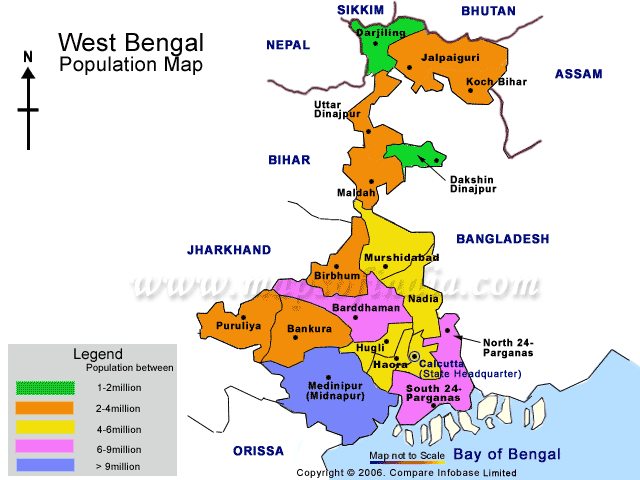 SIKKIM
BHUTAN
West Bengal
Population Map
NEPAL
Darjiling
Jalpaiguri
N
ASSAM
Koch Bihar
Uttar
Dinajpur
BIHAR
Dakshin
Dinajpur
Maldah
BANGLADESH
JHARKHAND
Murshidabad
Birbhum
www.mapsofindia.com
Nadia
Barddhaman
Puruliya
Bankura
North 24-
Parganas
Hugli
Haora
Calcutta
(State Headquarter)
Legend
Population between
1-2million
2-4million
4-6million
6-9million
> 9million
Medinipur
(Midnapur)
South 24-
Parganas
ORISSA
Map not to Scale
Bay of Bengal
Copyright © 2006. Compare Infobase Limited